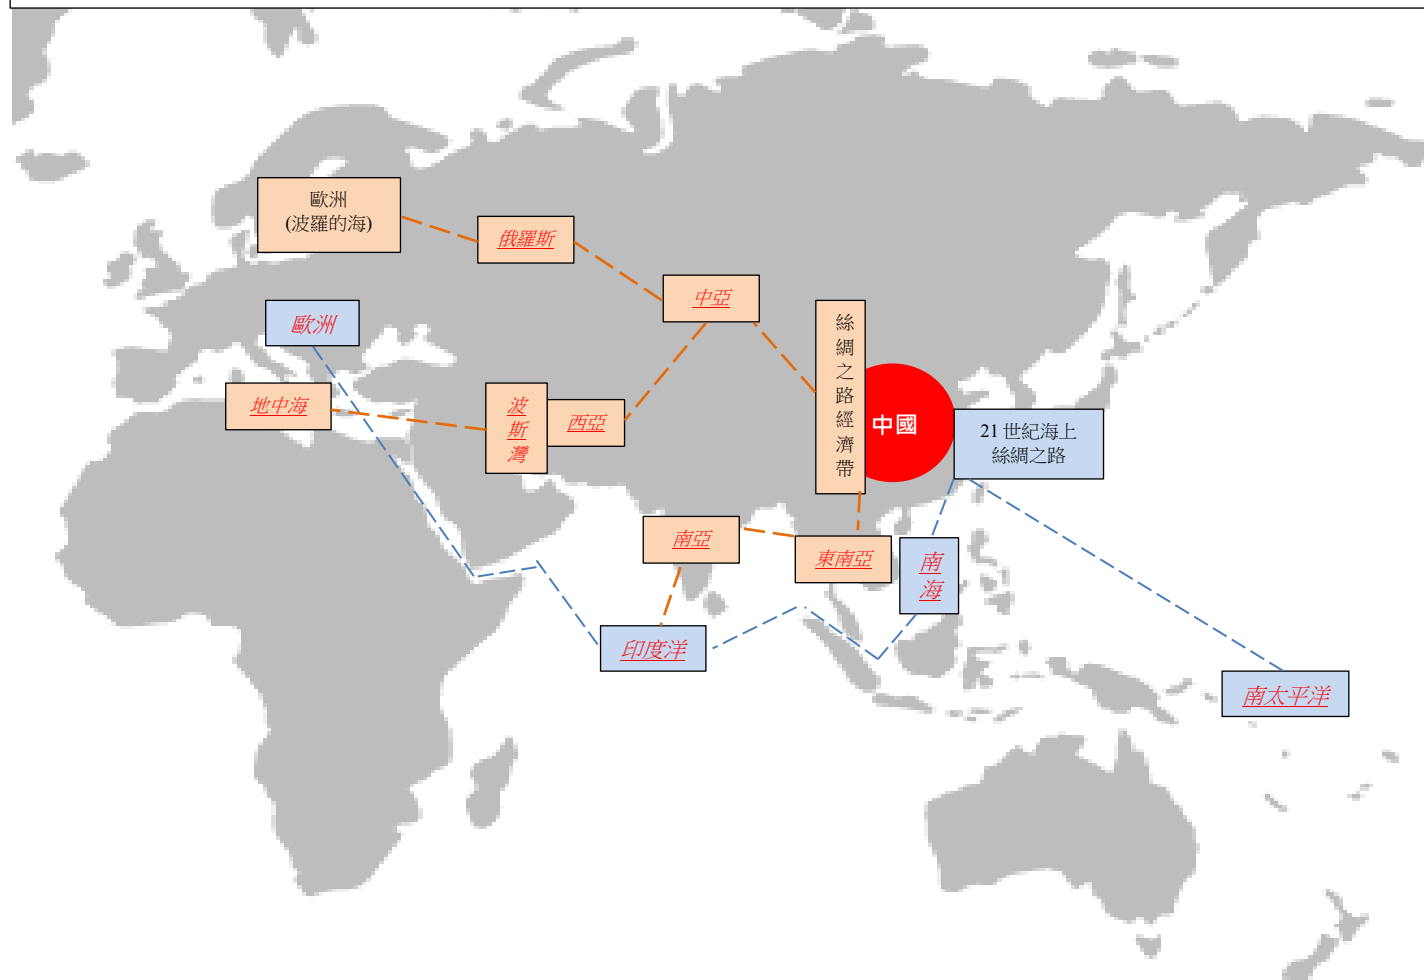 歐洲
(波羅的海)
俄羅斯
中亞
歐洲
絲綢之路經濟帶
中國
地中海
波斯灣
西亞
21 世紀海上
絲綢之路
南亞
東南亞
南海
印度洋
南太平洋